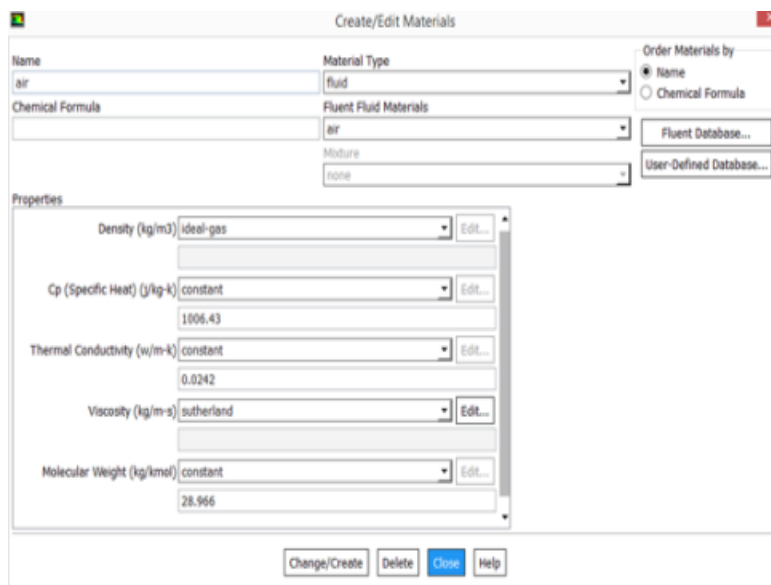 Create/Edit Materials
Name
Material Type
Order Materials by
air
fluid
Name
Chemical Formula
Chemical Formula
Fluent Fluid Materials
air
Fluent Database...
Mixture
none
User-Defined Database...
Properties
Density (kg/m3) ideal-gas Edit...
Cp (Specific Heat) (j/kg-k) constant Edit...
1006.43
Thermal Conductivity (w/m-k) constant Edit...
0.0242
Viscosity (kg/m-s) sutherland Edit...
Molecular Weight (kg/kmol) constant Edit...
28.966
Change/Create Delete Close Help